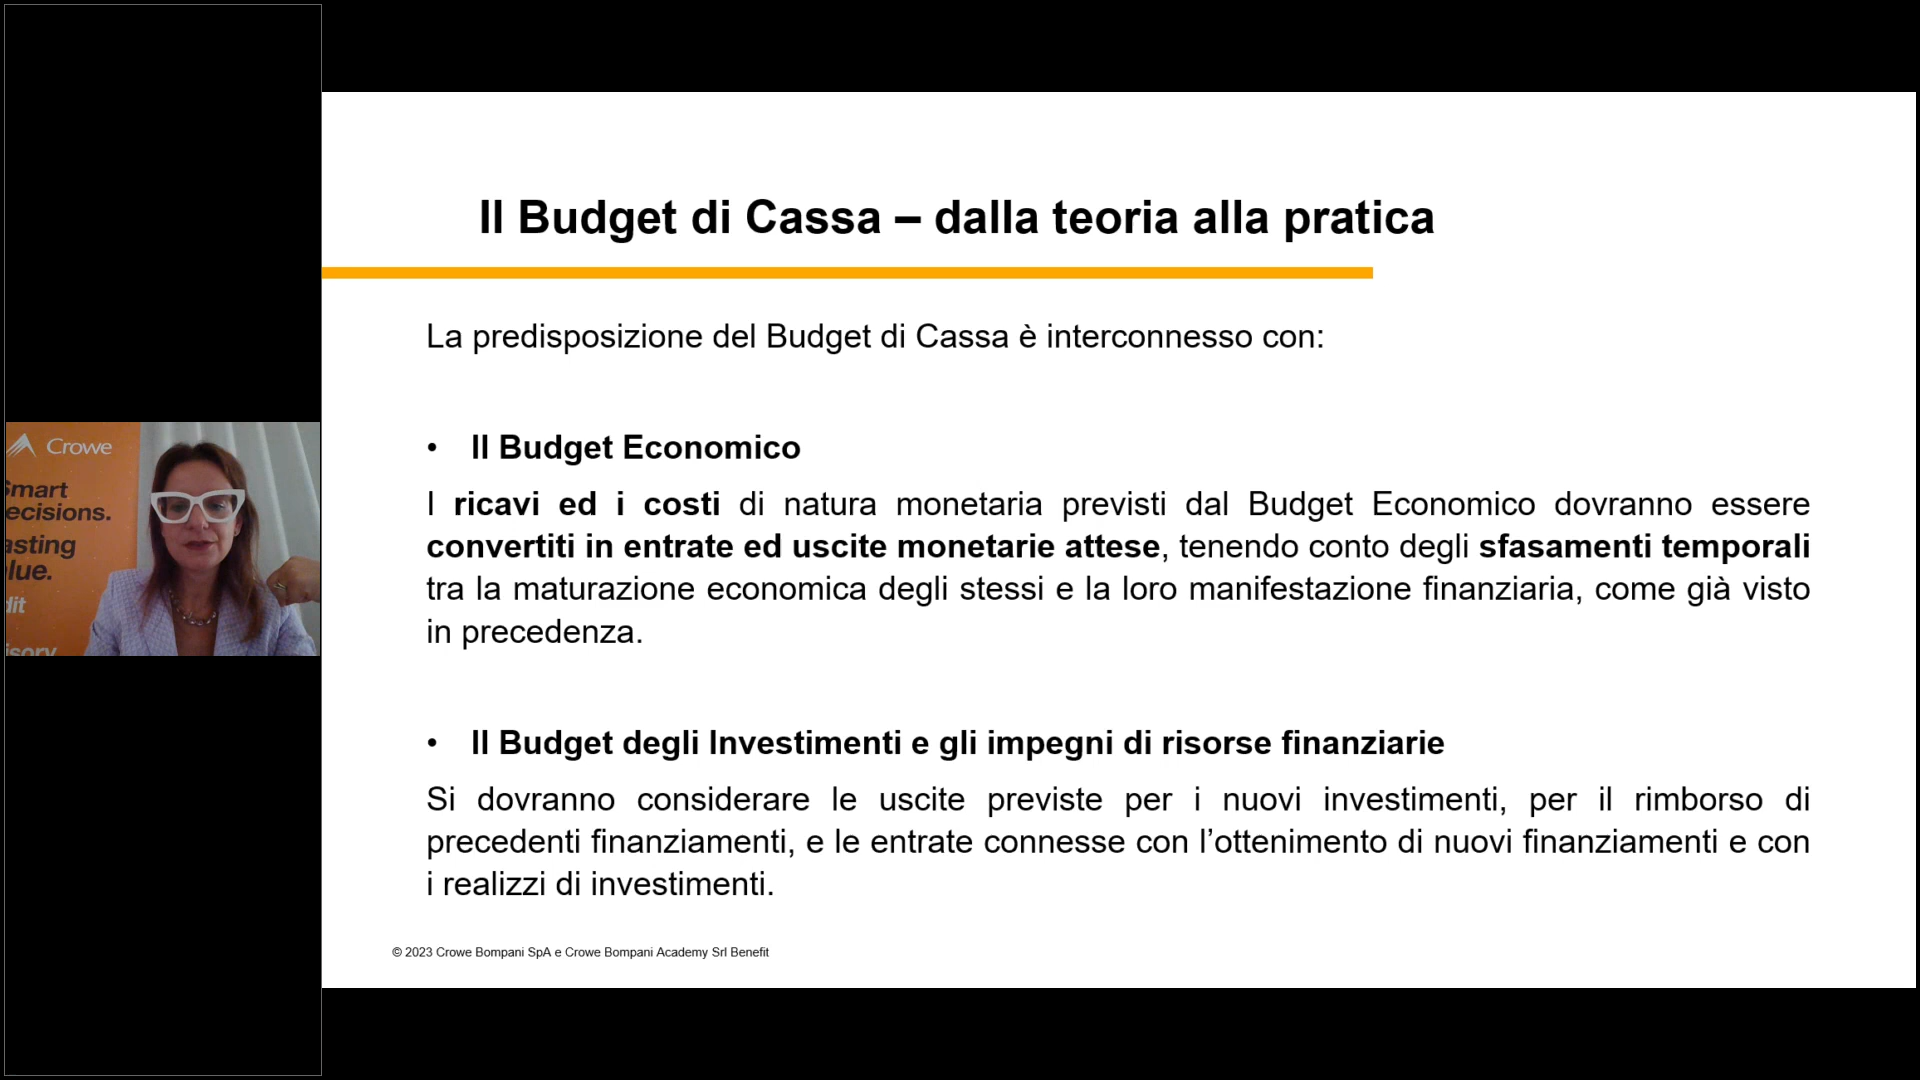 Crowe
Smart
ecisions.
asting
lue.
dit
isory
Il Budget di Cassa – dalla teoria alla pratica
La predisposizione del Budget di Cassa è interconnesso con:
• Il Budget Economico
I ricavi ed i costi di natura monetaria previsti dal Budget Economico dovranno essere
convertiti in entrate ed uscite monetarie attese, tenendo conto degli sfasamenti temporali
tra la maturazione economica degli stessi e la loro manifestazione finanziaria, come già visto
in precedenza.
• Il Budget degli Investimenti e gli impegni di risorse finanziarie
Si dovranno considerare le uscite previste per i nuovi investimenti, per il rimborso di
precedenti finanziamenti, e le entrate connesse con l’ottenimento di nuovi finanziamenti e con
i realizzi di investimenti.
© 2023 Crowe Bompani SpA e Crowe Bompani Academy Srl Benefit